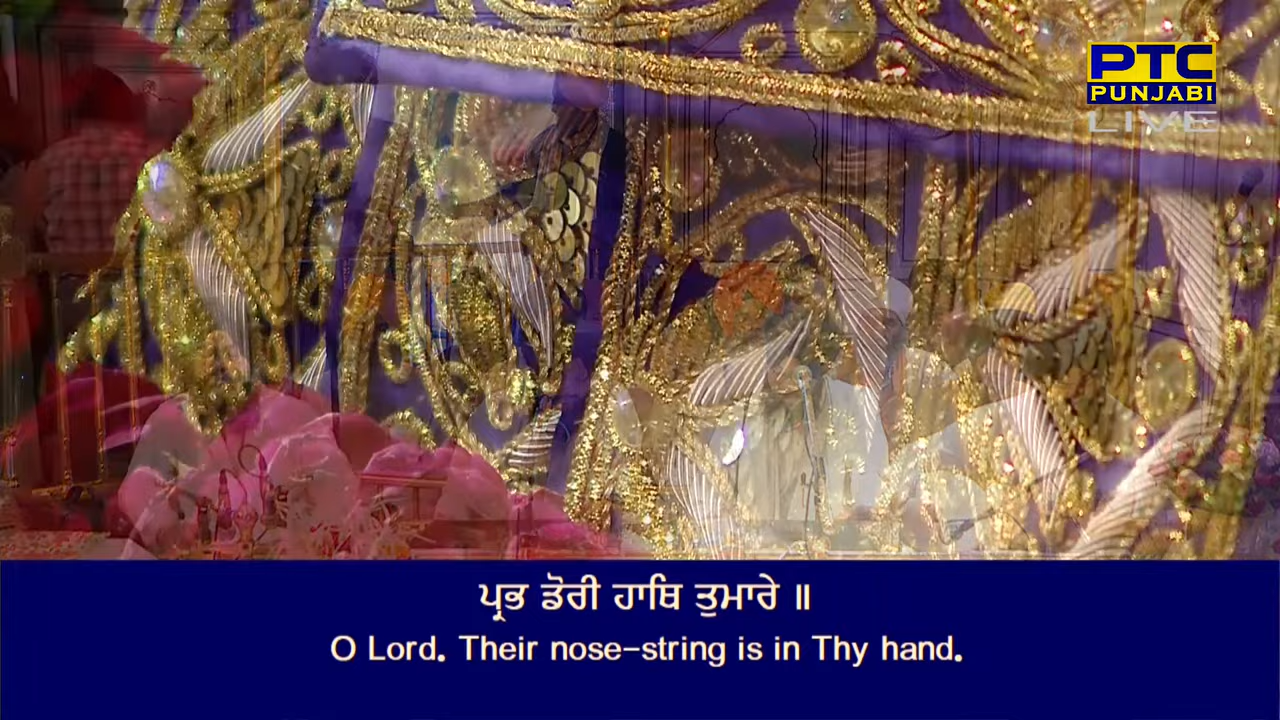 PTC
PUNJABI
LIVE
ਪ੍ਰਭ ਡੋਰੀ ਹਾਥਿ ਤੁਮਾਰੇ ॥
O Lord. Their nose-string is in Thy hand.